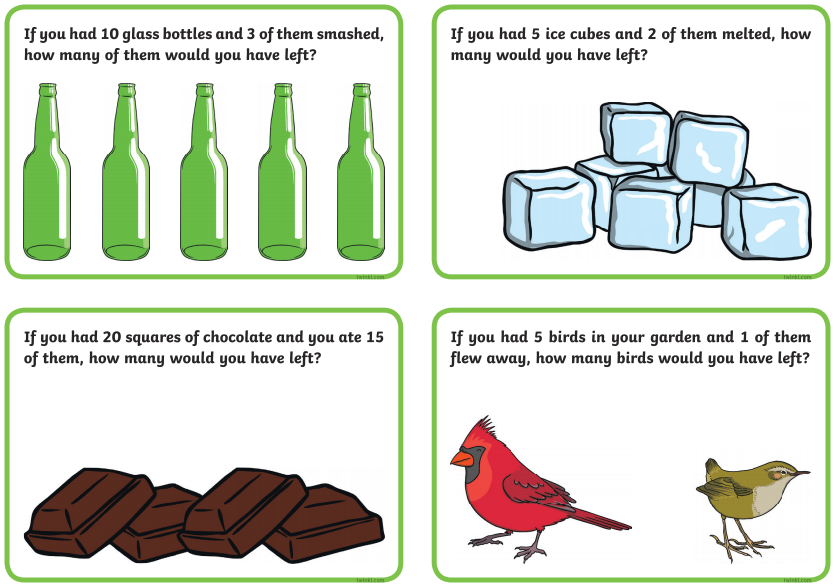 If you had 10 glass bottles and 3 of them smashed,
how many of them would you have left?
twinkl.com
If you had 5 ice cubes and 2 of them melted, how
many would you have left?
twinkl.com
If you had 20 squares of chocolate and you ate 15
of them, how many would you have left?
twinkl.com
If you had 5 birds in your garden and 1 of them
flew away, how many birds would you have left?
twinkl.com